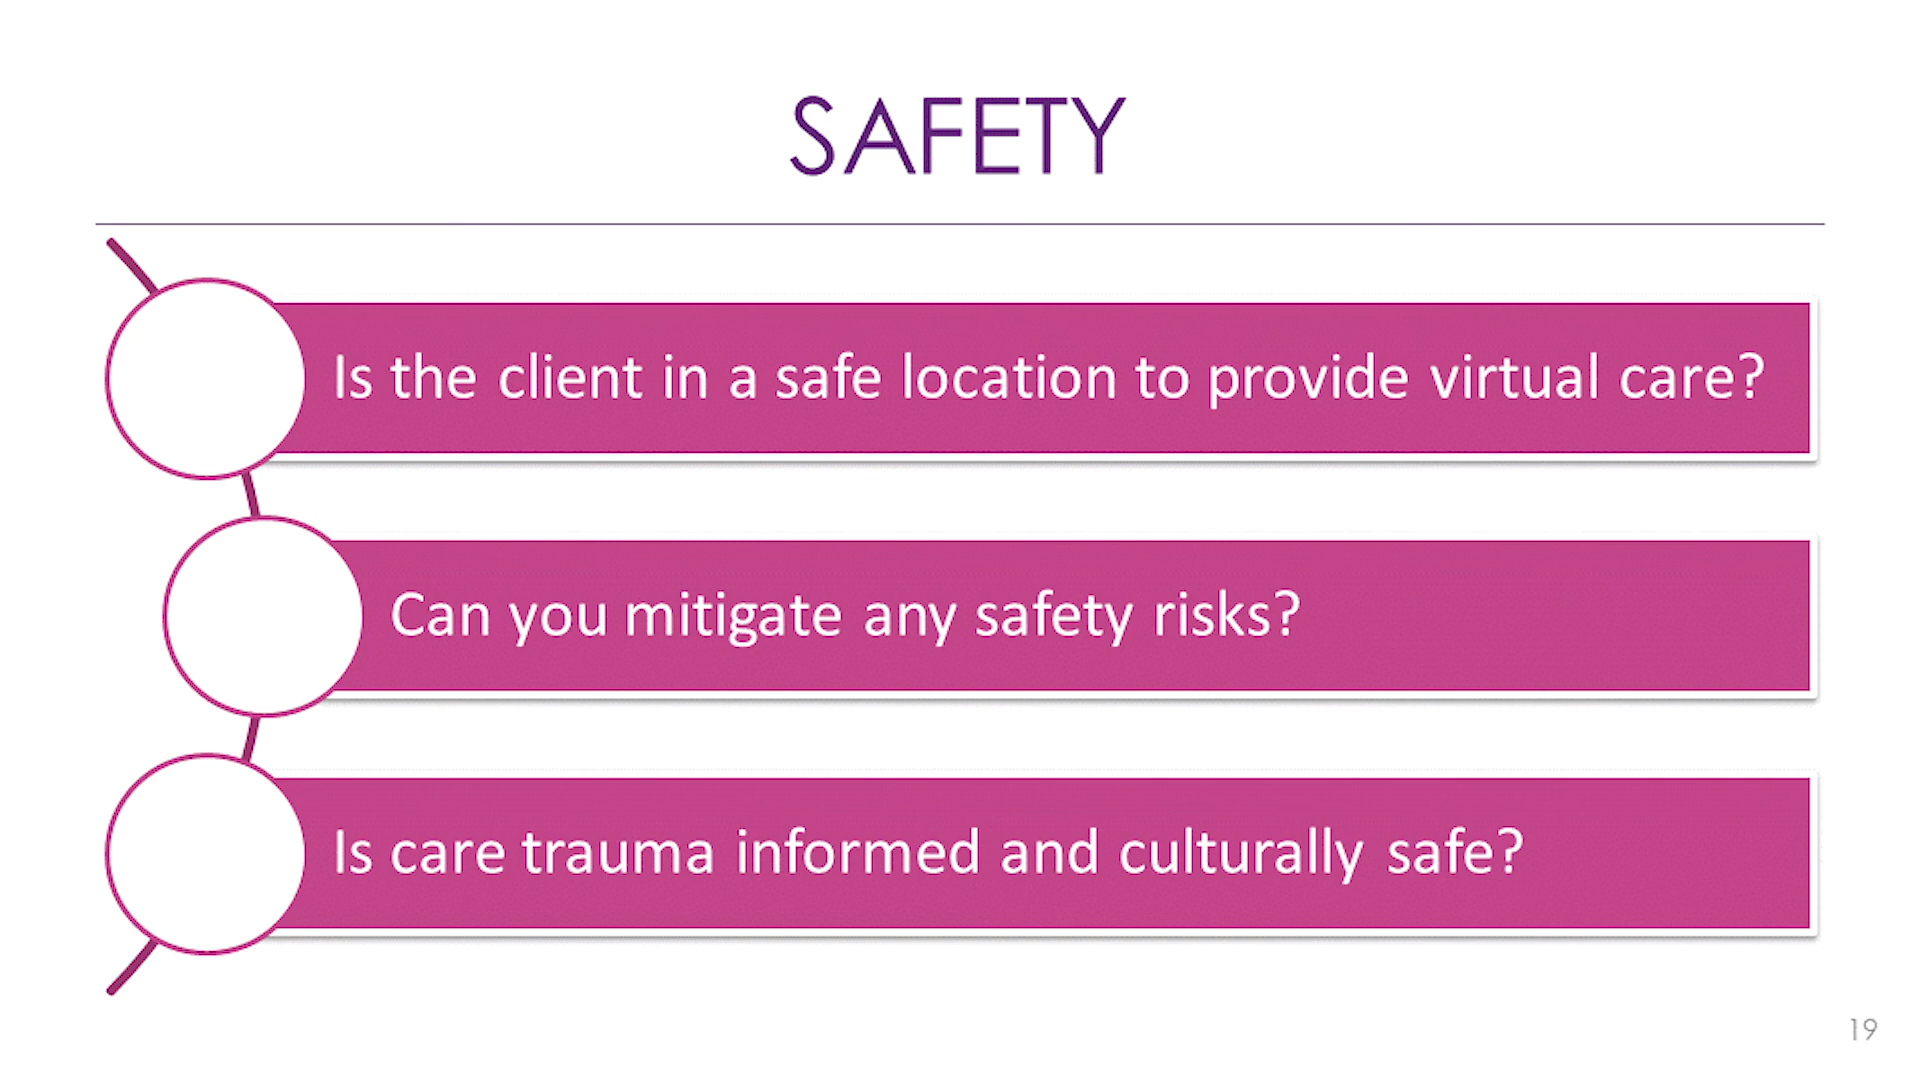 SAFETY
Is the client in a safe location to provide virtual care?
Can you mitigate any safety risks?
Is care trauma informed and culturally safe?
19